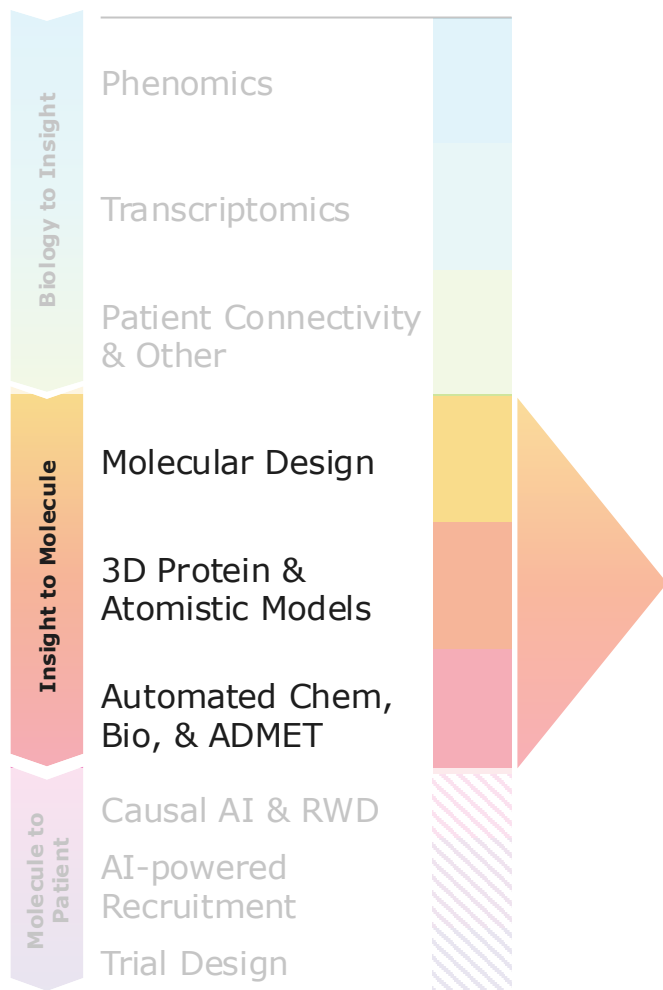 Biology to Insight
Phenomics
Transcriptomics
Patient Connectivity
& Other
Insight to Molecule
Molecular Design
3D Protein &
Atomistic Models
Automated Chem,
Bio, & ADMET
Molecule to
Patient
Causal AI & RWD
AI-powered
Recruitment
Trial Design